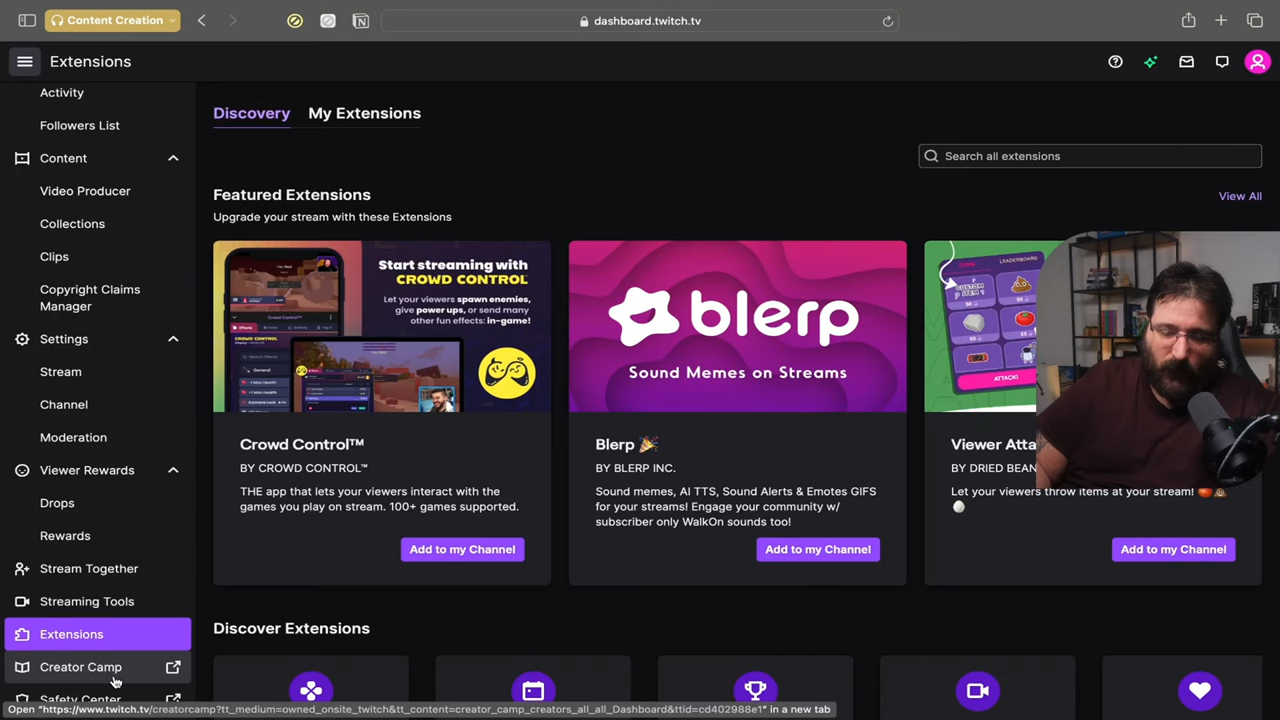 Content Creation
dashboard.twitch.tv
Extensions
Activity
Followers List
Content
Video Producer
Collections
Clips
Copyright Claims
Manager
Settings
Stream
Channel
Moderation
Viewer Rewards
Drops
Rewards
Stream Together
Streaming Tools
Extensions
Creator Camp
Safety Center
Open "https://www.twitch.tv/creatorcamp?tt_medium=owned_onsite_twitch&tt_content=creator_camp_creators_all_all_Dashboard&ttid=cd402988e1" in a new tab
Discovery
My Extensions
Search all extensions
Featured Extensions
View All
Upgrade your stream with these Extensions
Start streaming with
CROWD CONTROL™
Let your viewers spawn enemies,
give power ups, or send many
other fun effects: in-game!
Crowd Control™
BY CROWD CONTROL™
THE app that lets your viewers interact with the
games you play on stream. 100+ games supported.
Add to my Channel
blerp
Sound Memes on Streams
Blerp 🎉
BY BLERP INC.
Sound memes, AI TTS, Sound Alerts & Emotes GIFS
for your streams! Engage your community w/
subscriber only WalkOn sounds too!
Add to my Channel
LEADERBOARD
CUSTOM
ITEM
ATTACK!
Viewer Atta
BY DRIED BEAN
Let your viewers throw items at your stream! 🍅💩
🥚
Add to my Channel
Discover Extensions